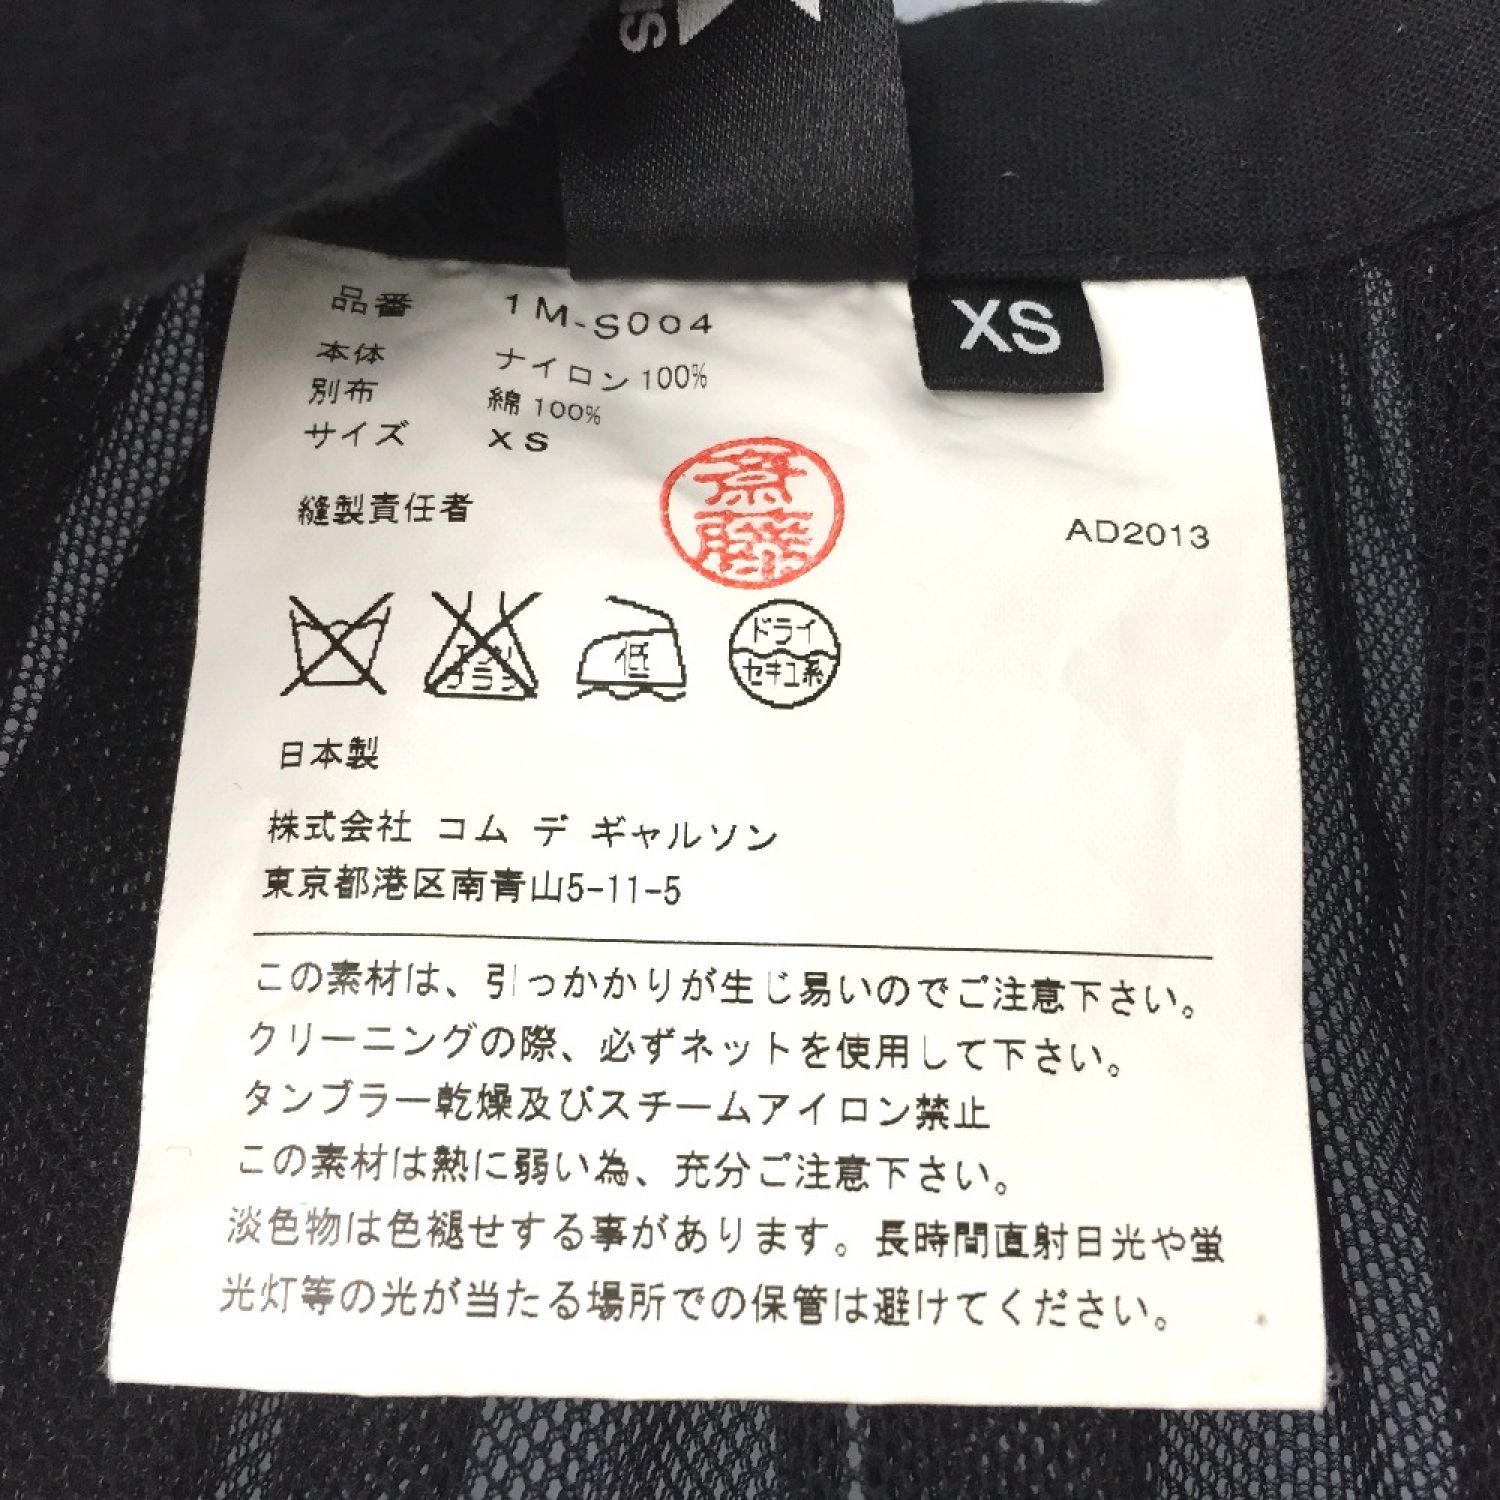 XS
品番 1M-S004
本体 ナイロン100%
別布 綿100%
サイズ XS
縫製責任者 斎藤
AD2013
エンソ
サラシ
低
ドライ
セキユ系
日本製
株式会社 コム デ ギャルソン
東京都港区南青山5-11-5
この素材は、引っかかりが生じ易いのでご注意下さい。
クリーニングの際、必ずネットを使用して下さい。
タンブラー乾燥及びスチームアイロン禁止
この素材は熱に弱い為、充分ご注意下さい。
淡色物は色褪せする事があります。長時間直射日光や蛍
光灯等の光が当たる場所での保管は避けてください。